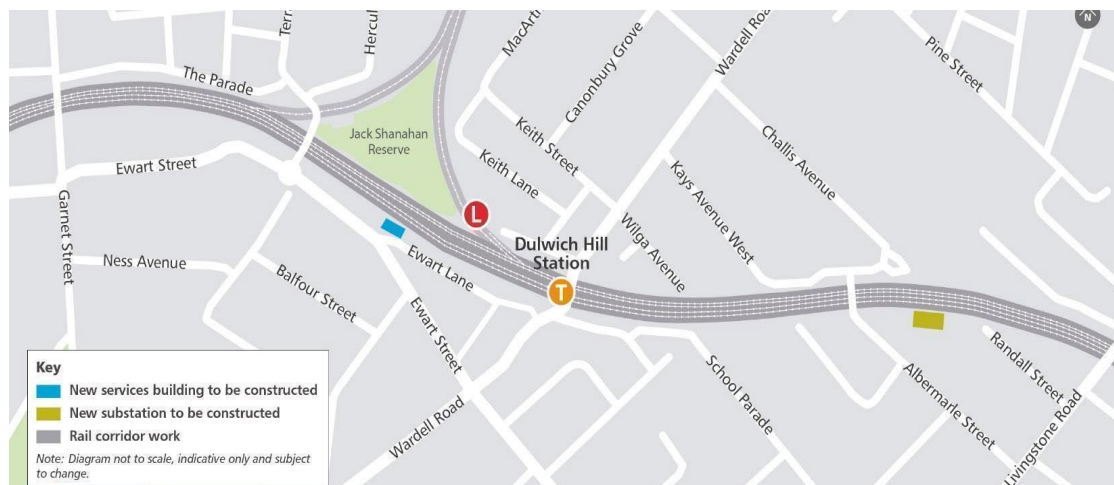 N
Terr
Hercul
MacArth
Canonbury Grove
Wardell Road
Pine Street
The Parade
Jack Shanahan
Reserve
Keith Street
Challis Avenue
Ewart Street
Keith Lane
Garnet Street
Kays Avenue West
L
Wilga Avenue
Dulwich Hill
Station
Ness Avenue
Ewart Lane
T
Balfour Street
Ewart Street
Randall Street
School Parade
Albermarle Street
Wardell Road
Livingstone Road
Key
New services building to be constructed
New substation to be constructed
Rail corridor work
Note: Diagram not to scale, indicative only and subject
to change.